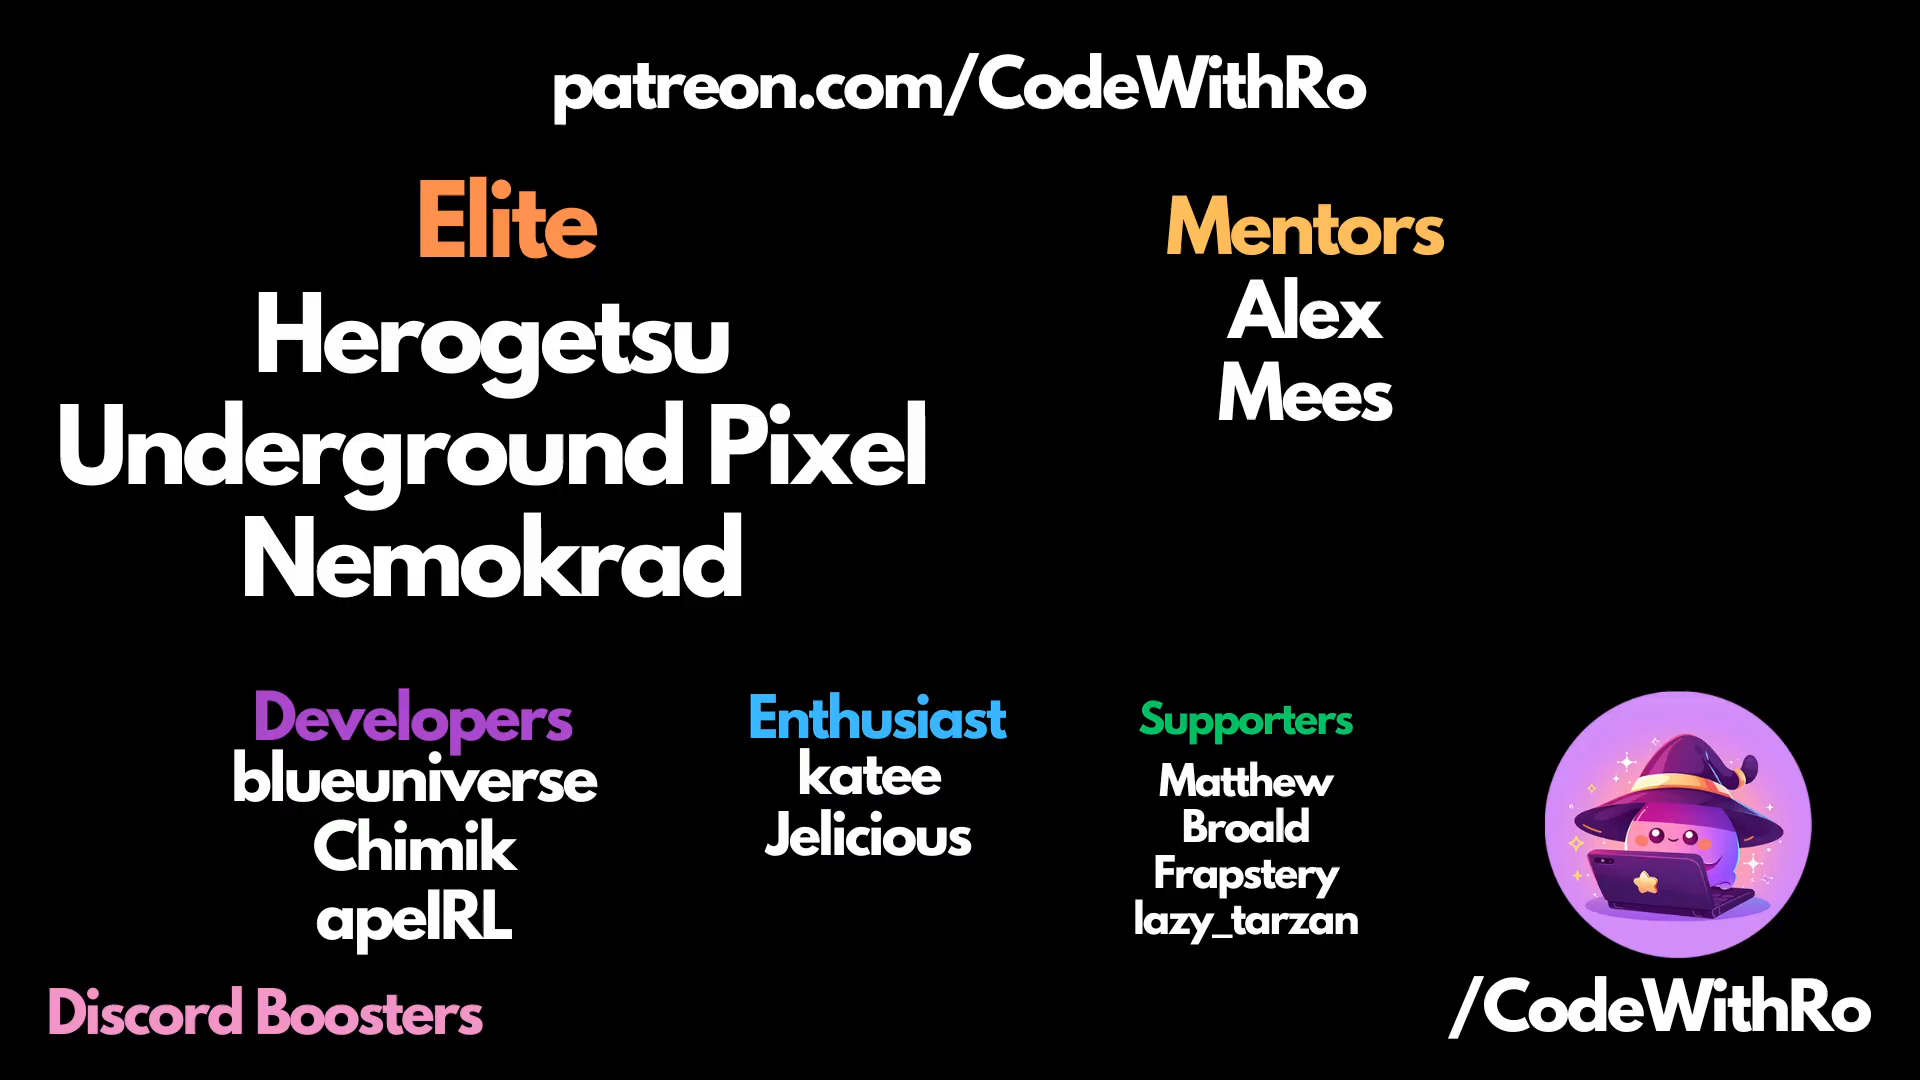 patreon.com/CodeWithRo
Elite
Herogetsu
Underground Pixel
Nemokrad
Mentors
Alex
Mees
Developers
blueuniverse
Chimik
apelRL
Enthusiast
katee
Jelicious
Supporters
Matthew
Broald
Frapstery
lazy_tarzan
Discord Boosters
/CodeWithRo